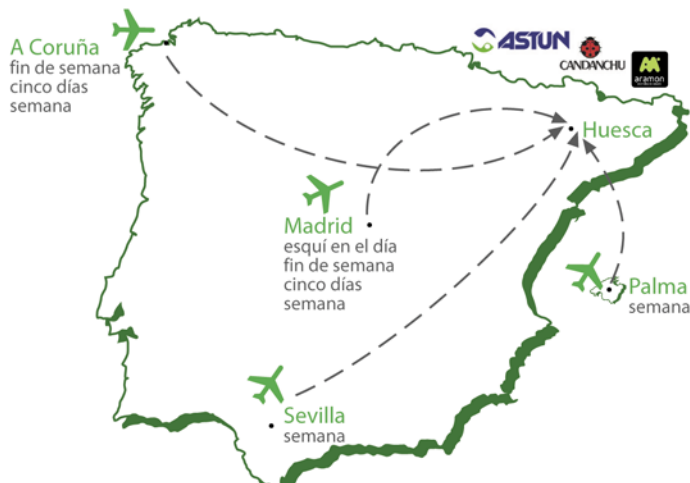 A Coruña
fin de semana
cinco días
semana
ASTUN
CANDANCHU
aramon
Huesca
Madrid
esquí en el día
fin de semana
cinco días
semana
Palma
semana
Sevilla
semana